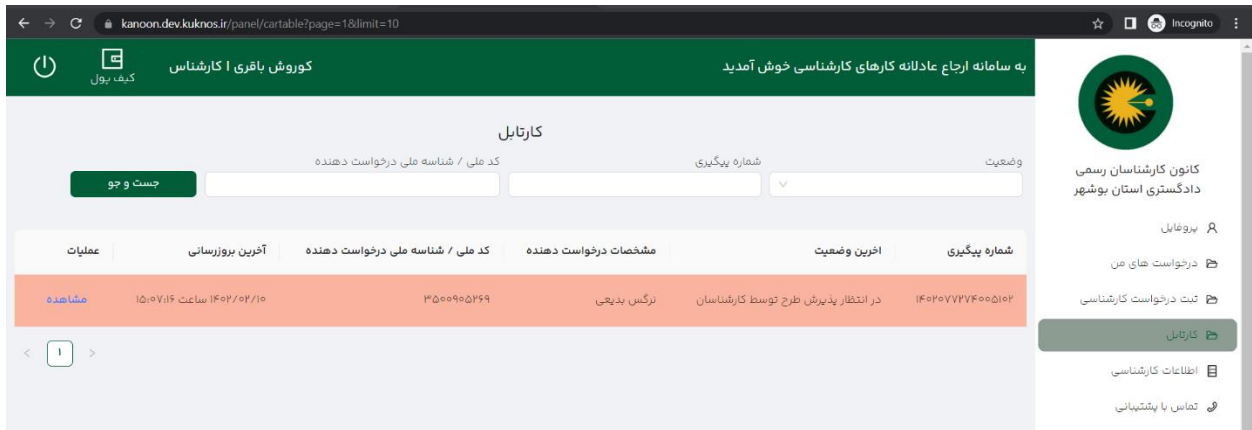 kanoon.dev.kuknos.ir/panel/cartable?page=1&limit=10
Incognito
به سامانه ارجاع عادلانه کارهای کارشناسی خوش آمدید
کوروش باقری | کارشناس
کیف پول
کانون کارشناسان رسمی
دادگستری استان بوشهر
پروفایل
درخواست های من
ثبت درخواست کارشناسی
کارتابل
اطلاعات کارشناسی
تماس با پشتیبانی
کارتابل
وضعیت
شماره پیگیری
کد ملی / شناسه ملی درخواست دهنده
جست و جو
شماره پیگیری اخرین وضعیت مشخصات درخواست دهنده کد ملی / شناسه ملی درخواست دهنده آخرین بروزرسانی عملیات
۱۴۰۲۰۷۷۲۷۴۰۰۵۱۰۲ در انتظار پذیرش طرح توسط کارشناسان نرگس بدیعی ۳۵۰۰۹۰۵۲۶۹ ۱۴۰۲/۰۲/۱۰ ساعت ۱۵:۰۷:۱۶ مشاهده
۱